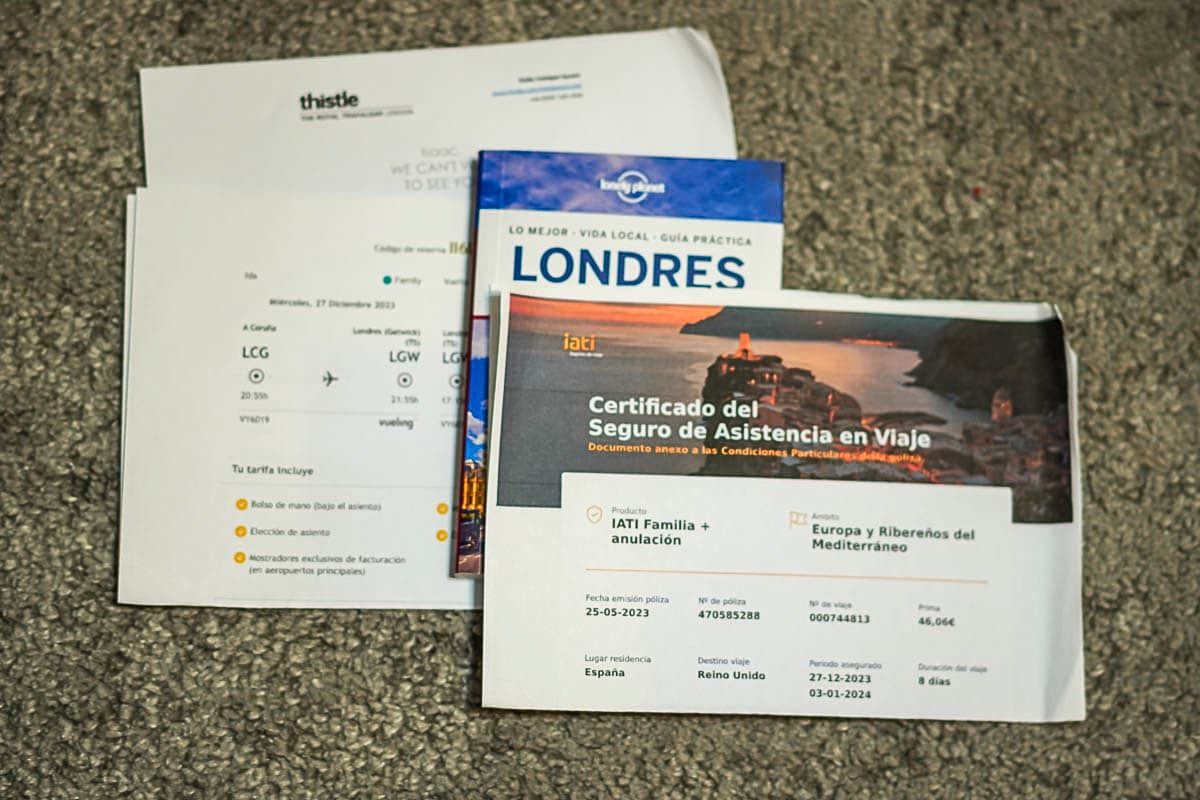 thistle
THE ROYAL TRAFALGAR LONDON
Isaac,
WE CAN'T
TO SEE YO
Código de reserva
Ida
Family
Miércoles, 27 Diciembre 2023
A Coruña
Londres (Gatwick)
LCG
LGW
LGW
20:55h
21:55h
VY6019
vueling
Tu tarifa incluye
Bolso de mano (bajo el asiento)
Elección de asiento
Mostradores exclusivos de facturación
(en aeropuertos principales)
lonely planet
LO MEJOR · VIDA LOCAL · GUÍA PRÁCTICA
LONDRES
iati
Certificado del
Seguro de Asistencia en Viaje
Documento anexo a las Condiciones Particulares de la póliza
Producto
IATI Familia +
anulación
Ámbito
Europa y Ribereños del
Mediterráneo
Fecha emisión póliza
25-05-2023
Nº de póliza
470585288
Nº de viaje
000744813
Prima
46,06€
Lugar residencia
España
Destino viaje
Reino Unido
Periodo asegurado
27-12-2023
03-01-2024
Duración del viaje
8 días